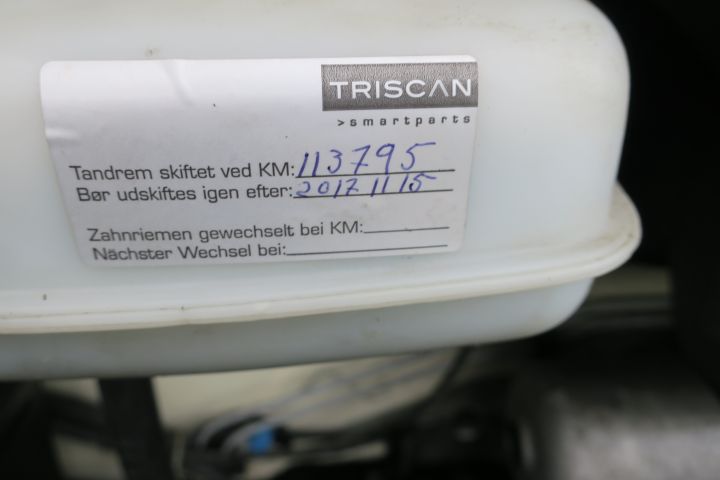 TRISCAN
>smartparts
Tandrem skiftet ved KM: 113795
Bør udskiftes igen efter: 2017 11 15
Zahnriemen gewechselt bei KM:
Nächster Wechsel bei: